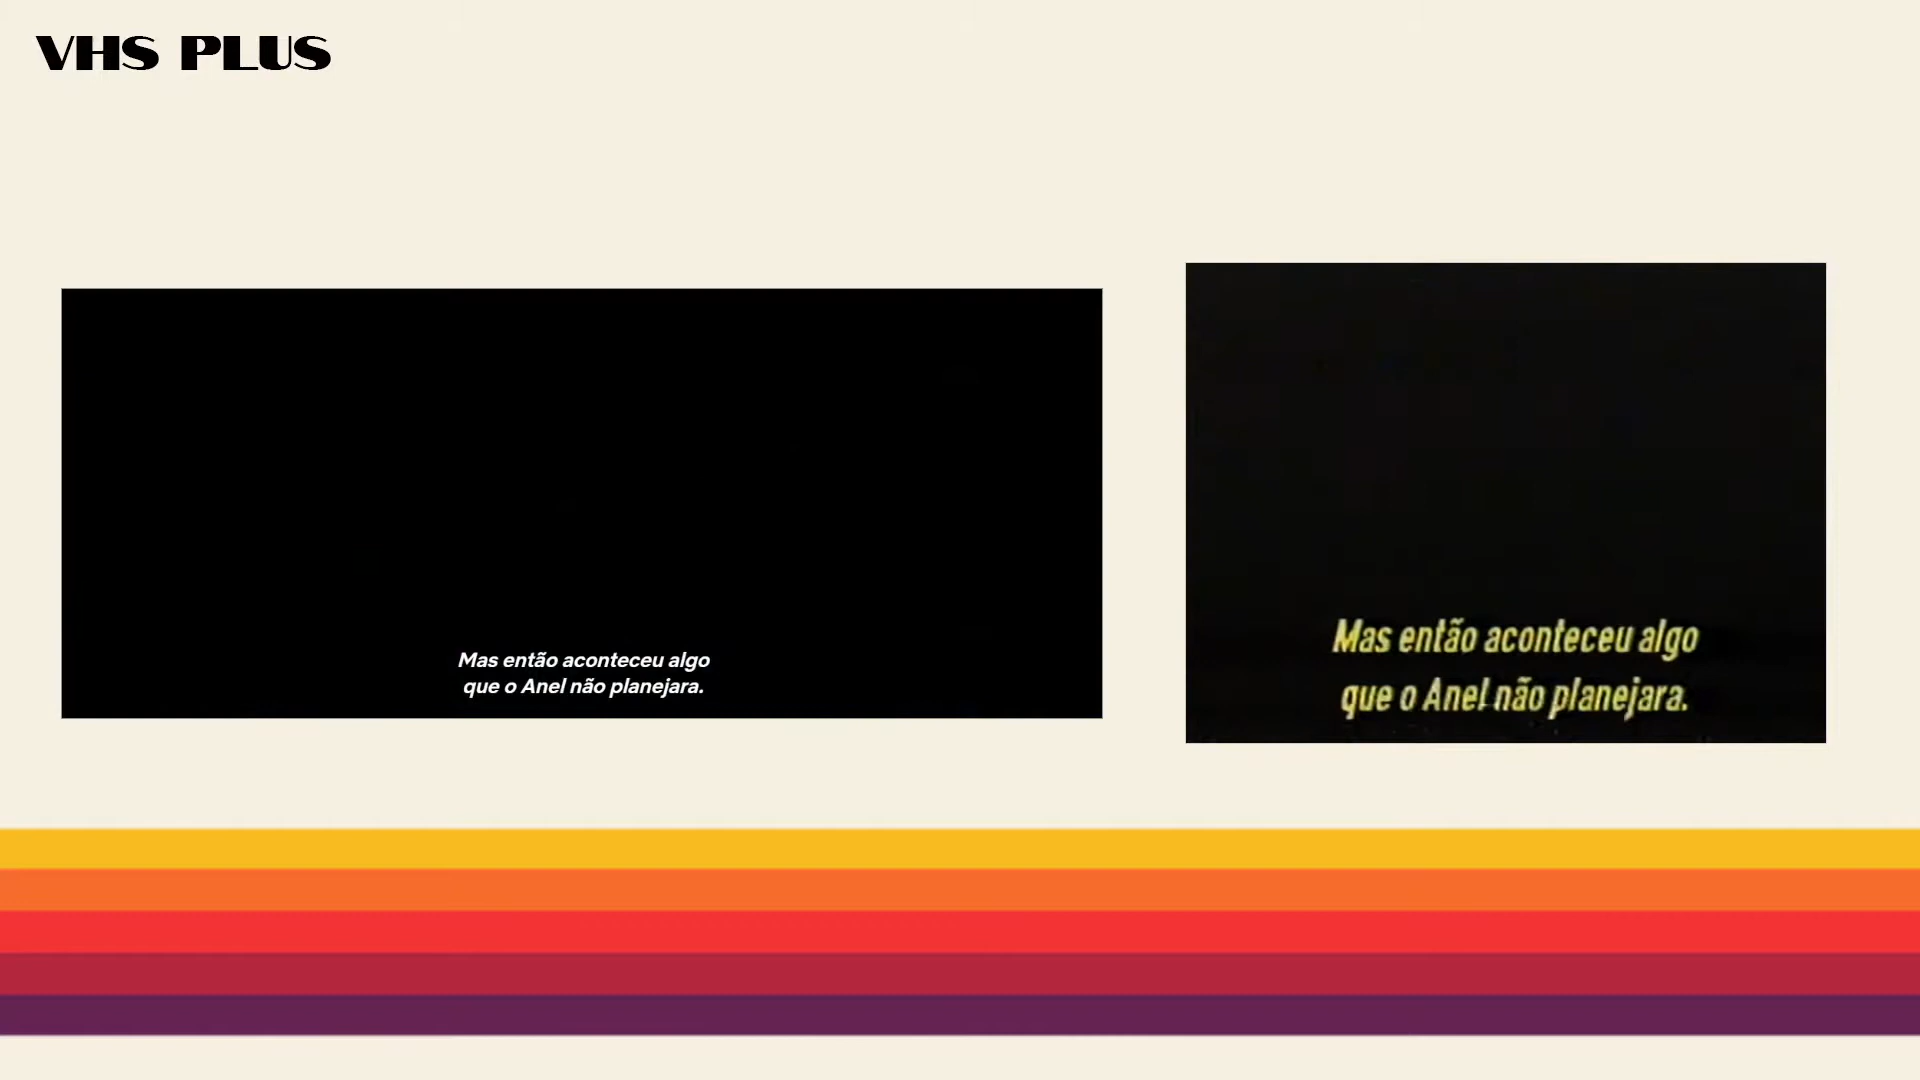 VHS PLUS
Mas então aconteceu algo
que o Anel não planejara.
Mas então aconteceu algo
que o Anel não planejara.